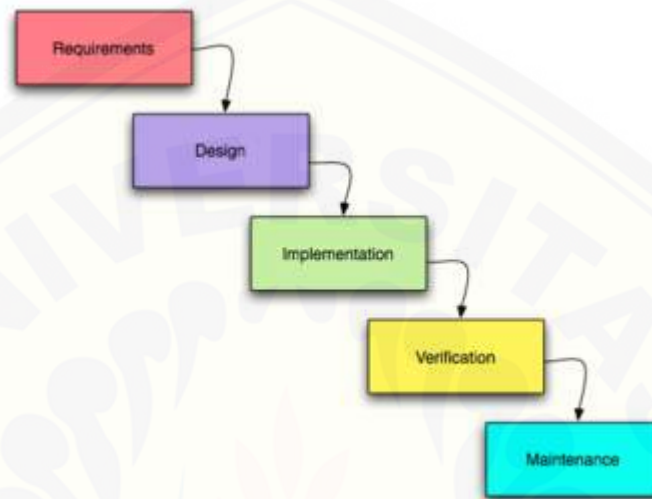 Requirements
Design
Implementation
Verification
Maintenance